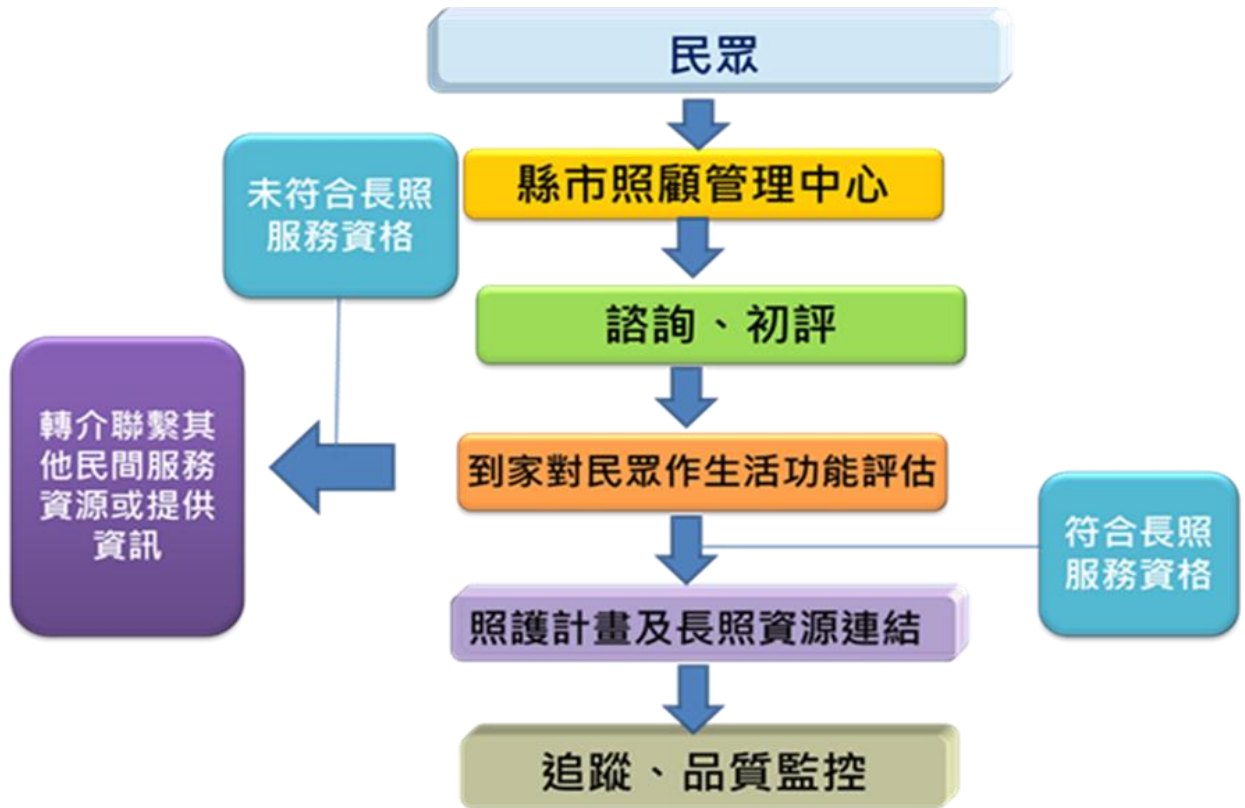 民眾
縣市照顧管理中心
未符合長照
服務資格
諮詢、初評
轉介聯繫其
他民間服務
資源或提供
資訊
到家對民眾作生活功能評估
符合長照
服務資格
照護計畫及長照資源連結
追蹤、品質監控